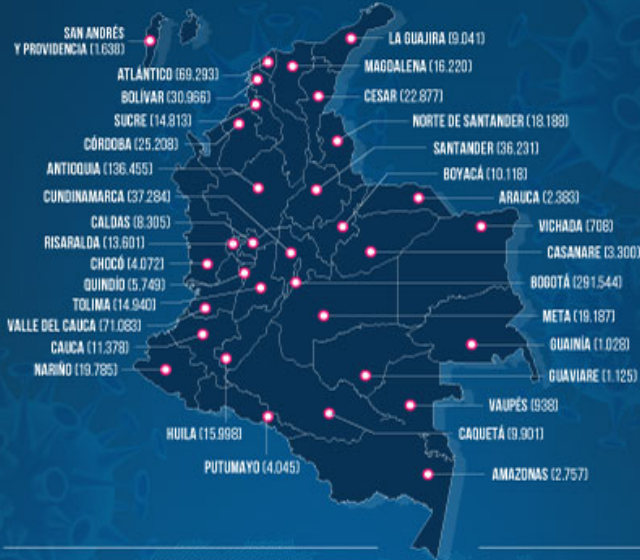 SAN ANDRÉS
Y PROVIDENCIA (1.638)
ATLÁNTICO (69.293)
BOLÍVAR (30.966)
SUCRE (14.813)
CÓRDOBA (25.208)
ANTIOQUIA (136.455)
CUNDINAMARCA (37.284)
CALDAS (8.305)
RISARALDA (13.601)
CHOCÓ (4.072)
QUINDÍO (5.749)
TOLIMA (14.940)
VALLE DEL CAUCA (71.083)
CAUCA (11.378)
NARIÑO (19.785)
HUILA (15.998)
PUTUMAYO (4.045)
LA GUAJIRA (9.041)
MAGDALENA (16.220)
CESAR (22.877)
NORTE DE SANTANDER (18.188)
SANTANDER (36.231)
BOYACÁ (10.118)
ARAUCA (2.383)
VICHADA (708)
CASANARE (3.300)
BOGOTÁ (291.544)
META (19.187)
GUAINÍA (1.028)
GUAVIARE (1.125)
VAUPÉS (938)
CAQUETÁ (9.901)
AMAZONAS (2.757)